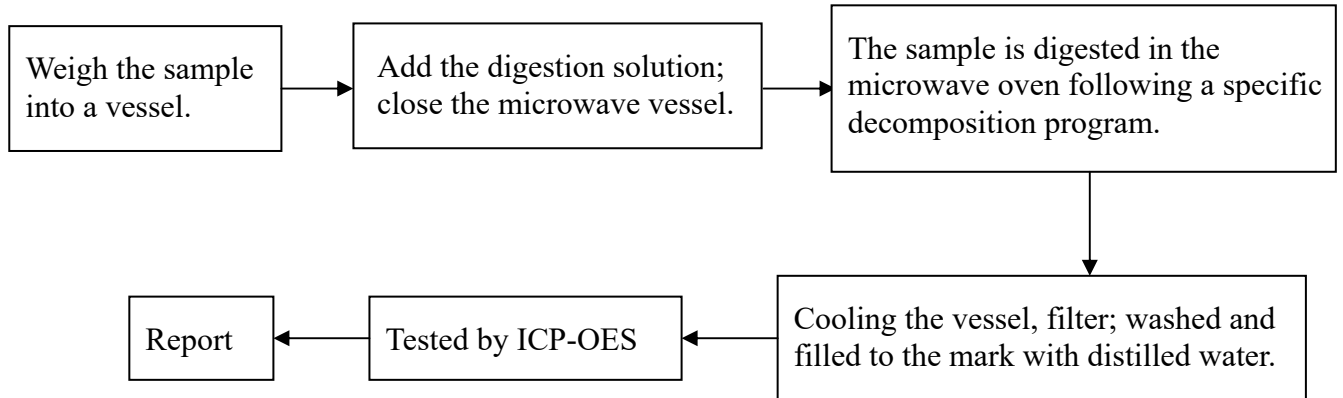 Weigh the sample
into a vessel.
Add the digestion solution;
close the microwave vessel.
The sample is digested in the
microwave oven following a specific
decomposition program.
Cooling the vessel, filter; washed and
filled to the mark with distilled water.
Tested by ICP-OES
Report